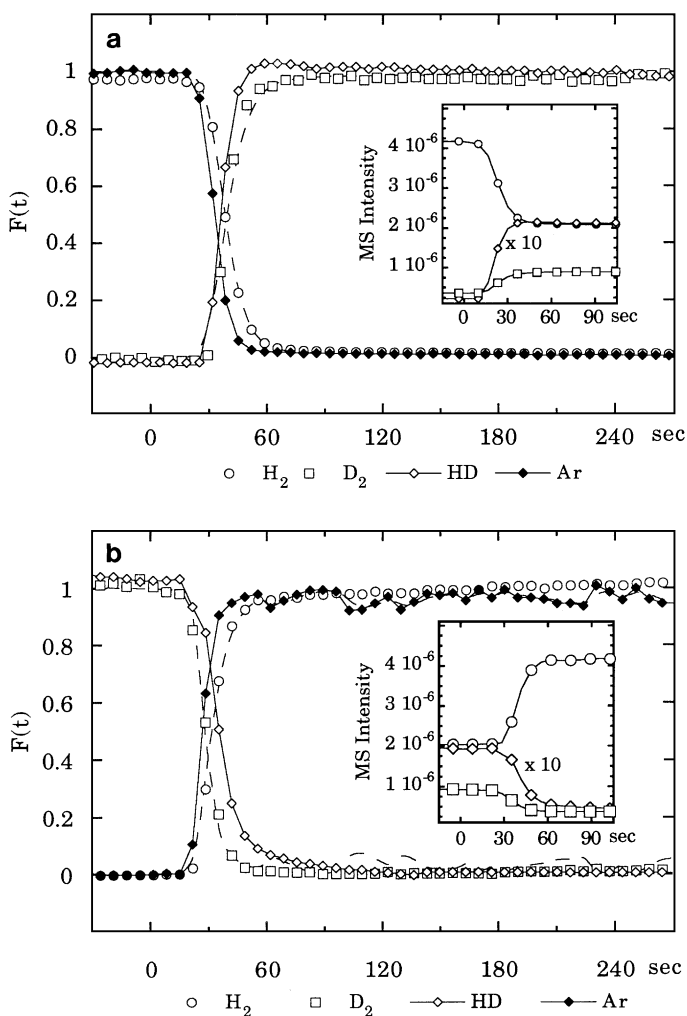 a
F(t)
1
0.8
0.6
0.4
0.2
0
0 60 120 180 240 sec
MS Intensity
4 10⁻⁶
3 10⁻⁶
2 10⁻⁶
1 10⁻⁶
x 10
0 30 60 90 sec
H₂ D₂ HD Ar
b
F(t)
1
0.8
0.6
0.4
0.2
0
0 60 120 180 240 sec
MS Intensity
4 10⁻⁶
3 10⁻⁶
2 10⁻⁶
1 10⁻⁶
x 10
0 30 60 90
sec
H₂ D₂ HD Ar